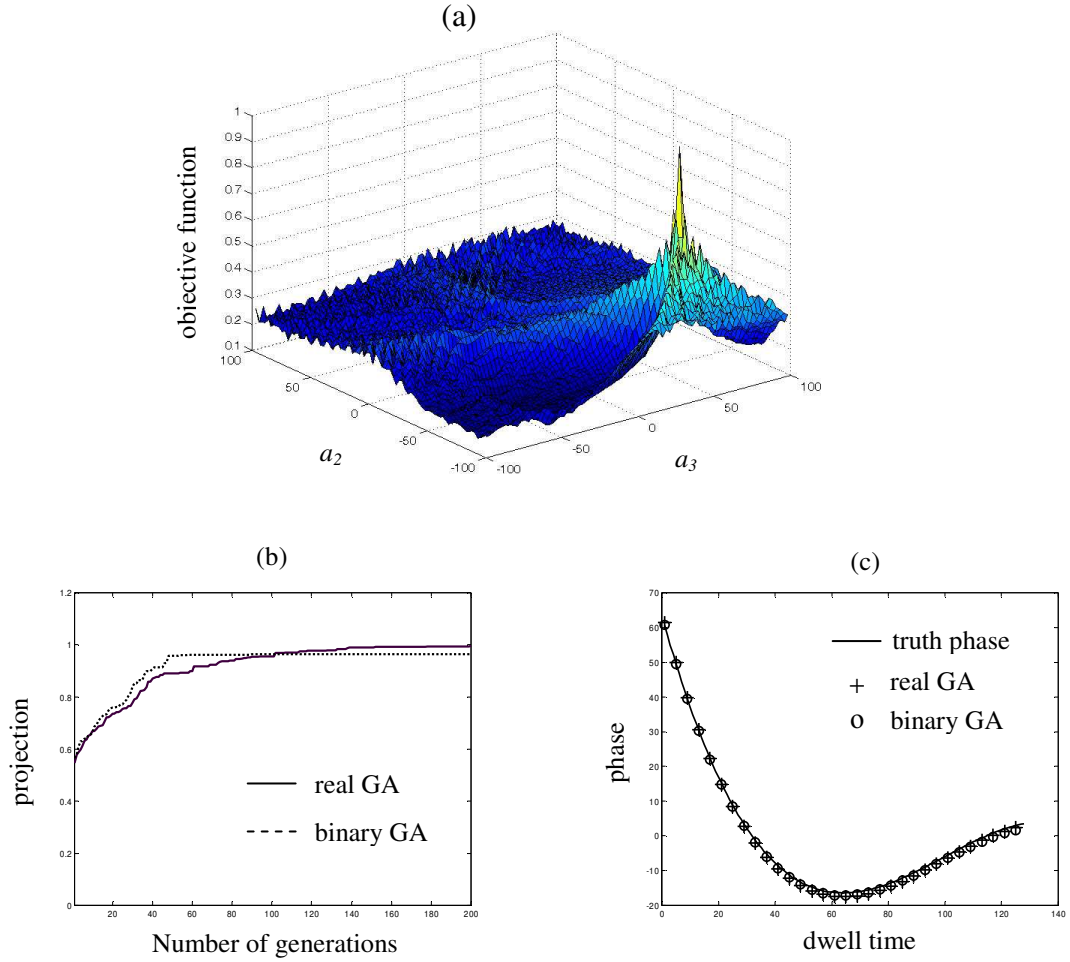 (a)
1
0.9
0.8
0.7
0.6
0.5
0.4
0.3
0.2
0.1
objective function
100
50
0
-50
-100
a2
-100
-50
0
50
100
a3
(b)
1.2
1
0.8
0.6
0.4
0.2
0
projection
real GA
binary GA
20 40 60 80 100 120 140 160 180 200
Number of generations
(c)
70
60
50
40
30
20
10
0
-10
-20
phase
truth phase
real GA
binary GA
0 20 40 60 80 100 120 140
dwell time